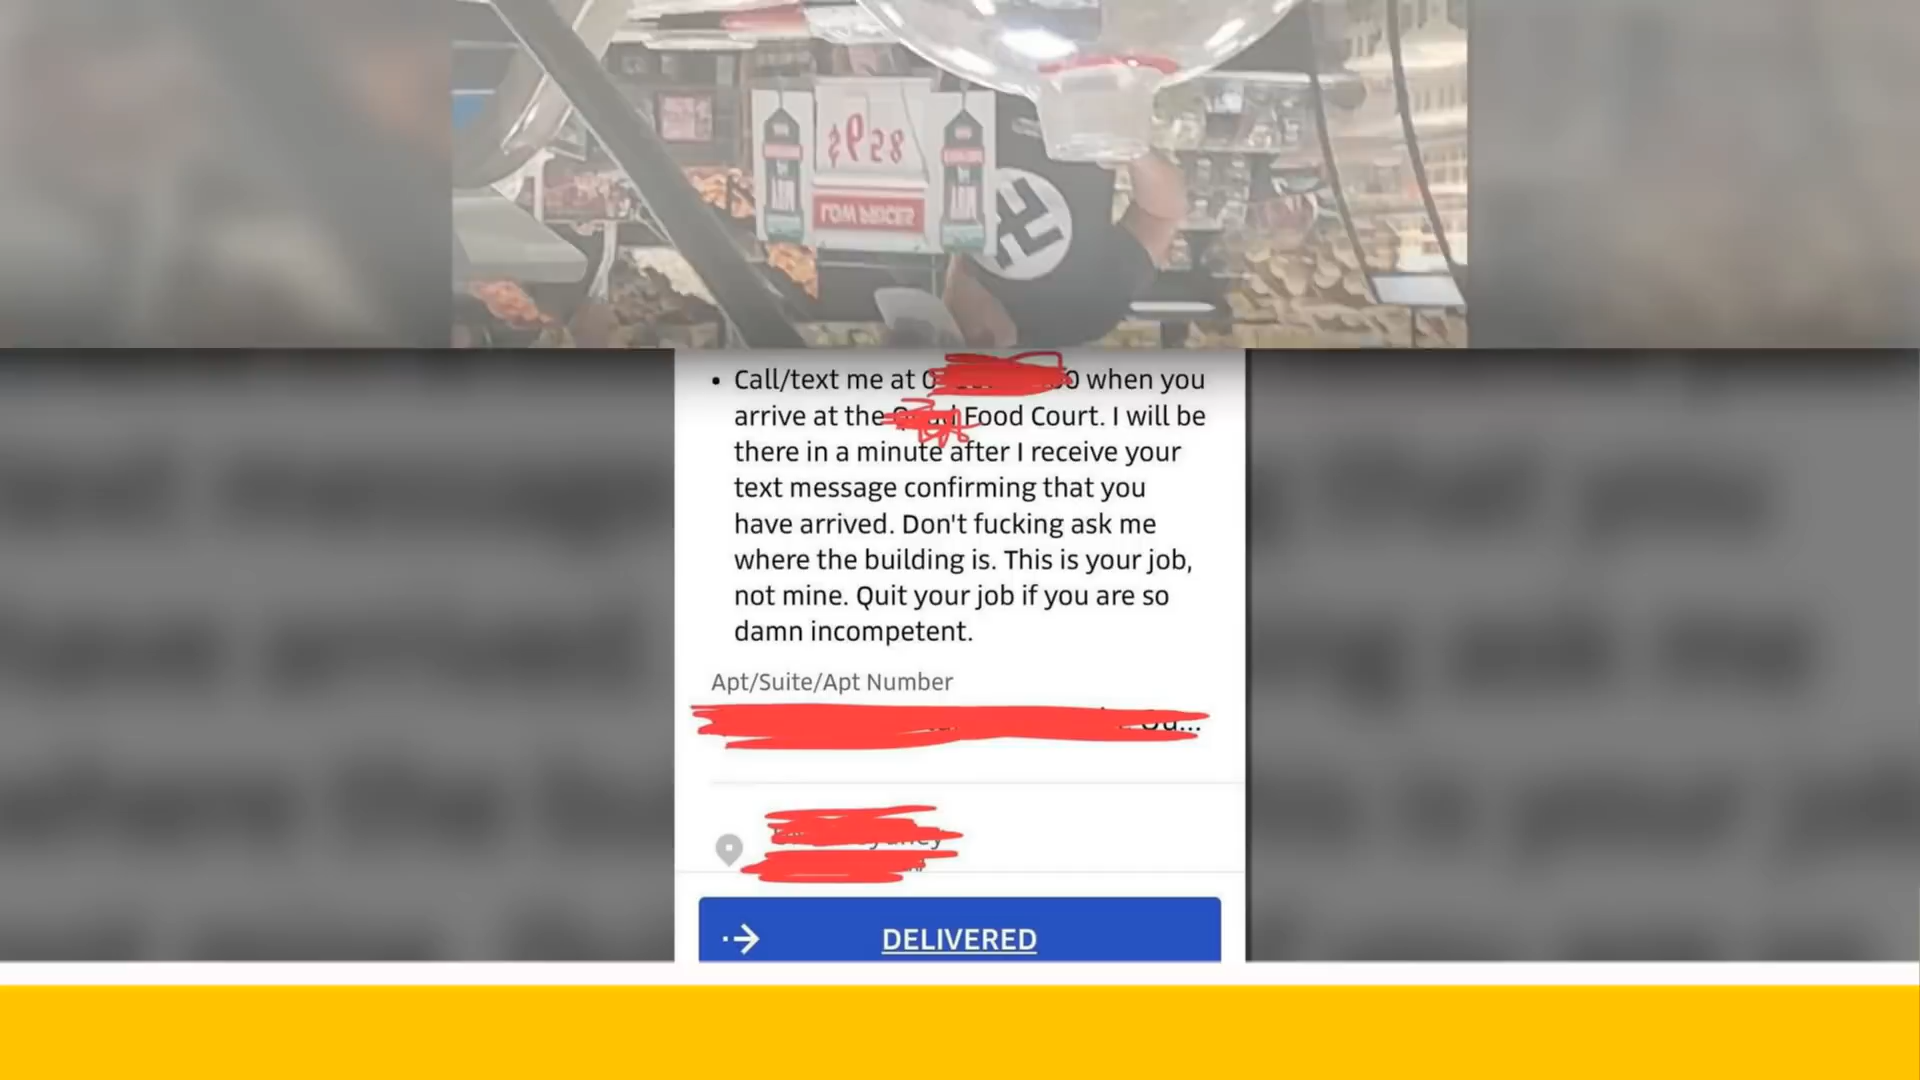 LOW PRICES
• Call/text me at 0 0 when you
arrive at the Food Court. I will be
there in a minute after I receive your
text message confirming that you
have arrived. Don't fucking ask me
where the building is. This is your job,
not mine. Quit your job if you are so
damn incompetent.
Apt/Suite/Apt Number
DELIVERED